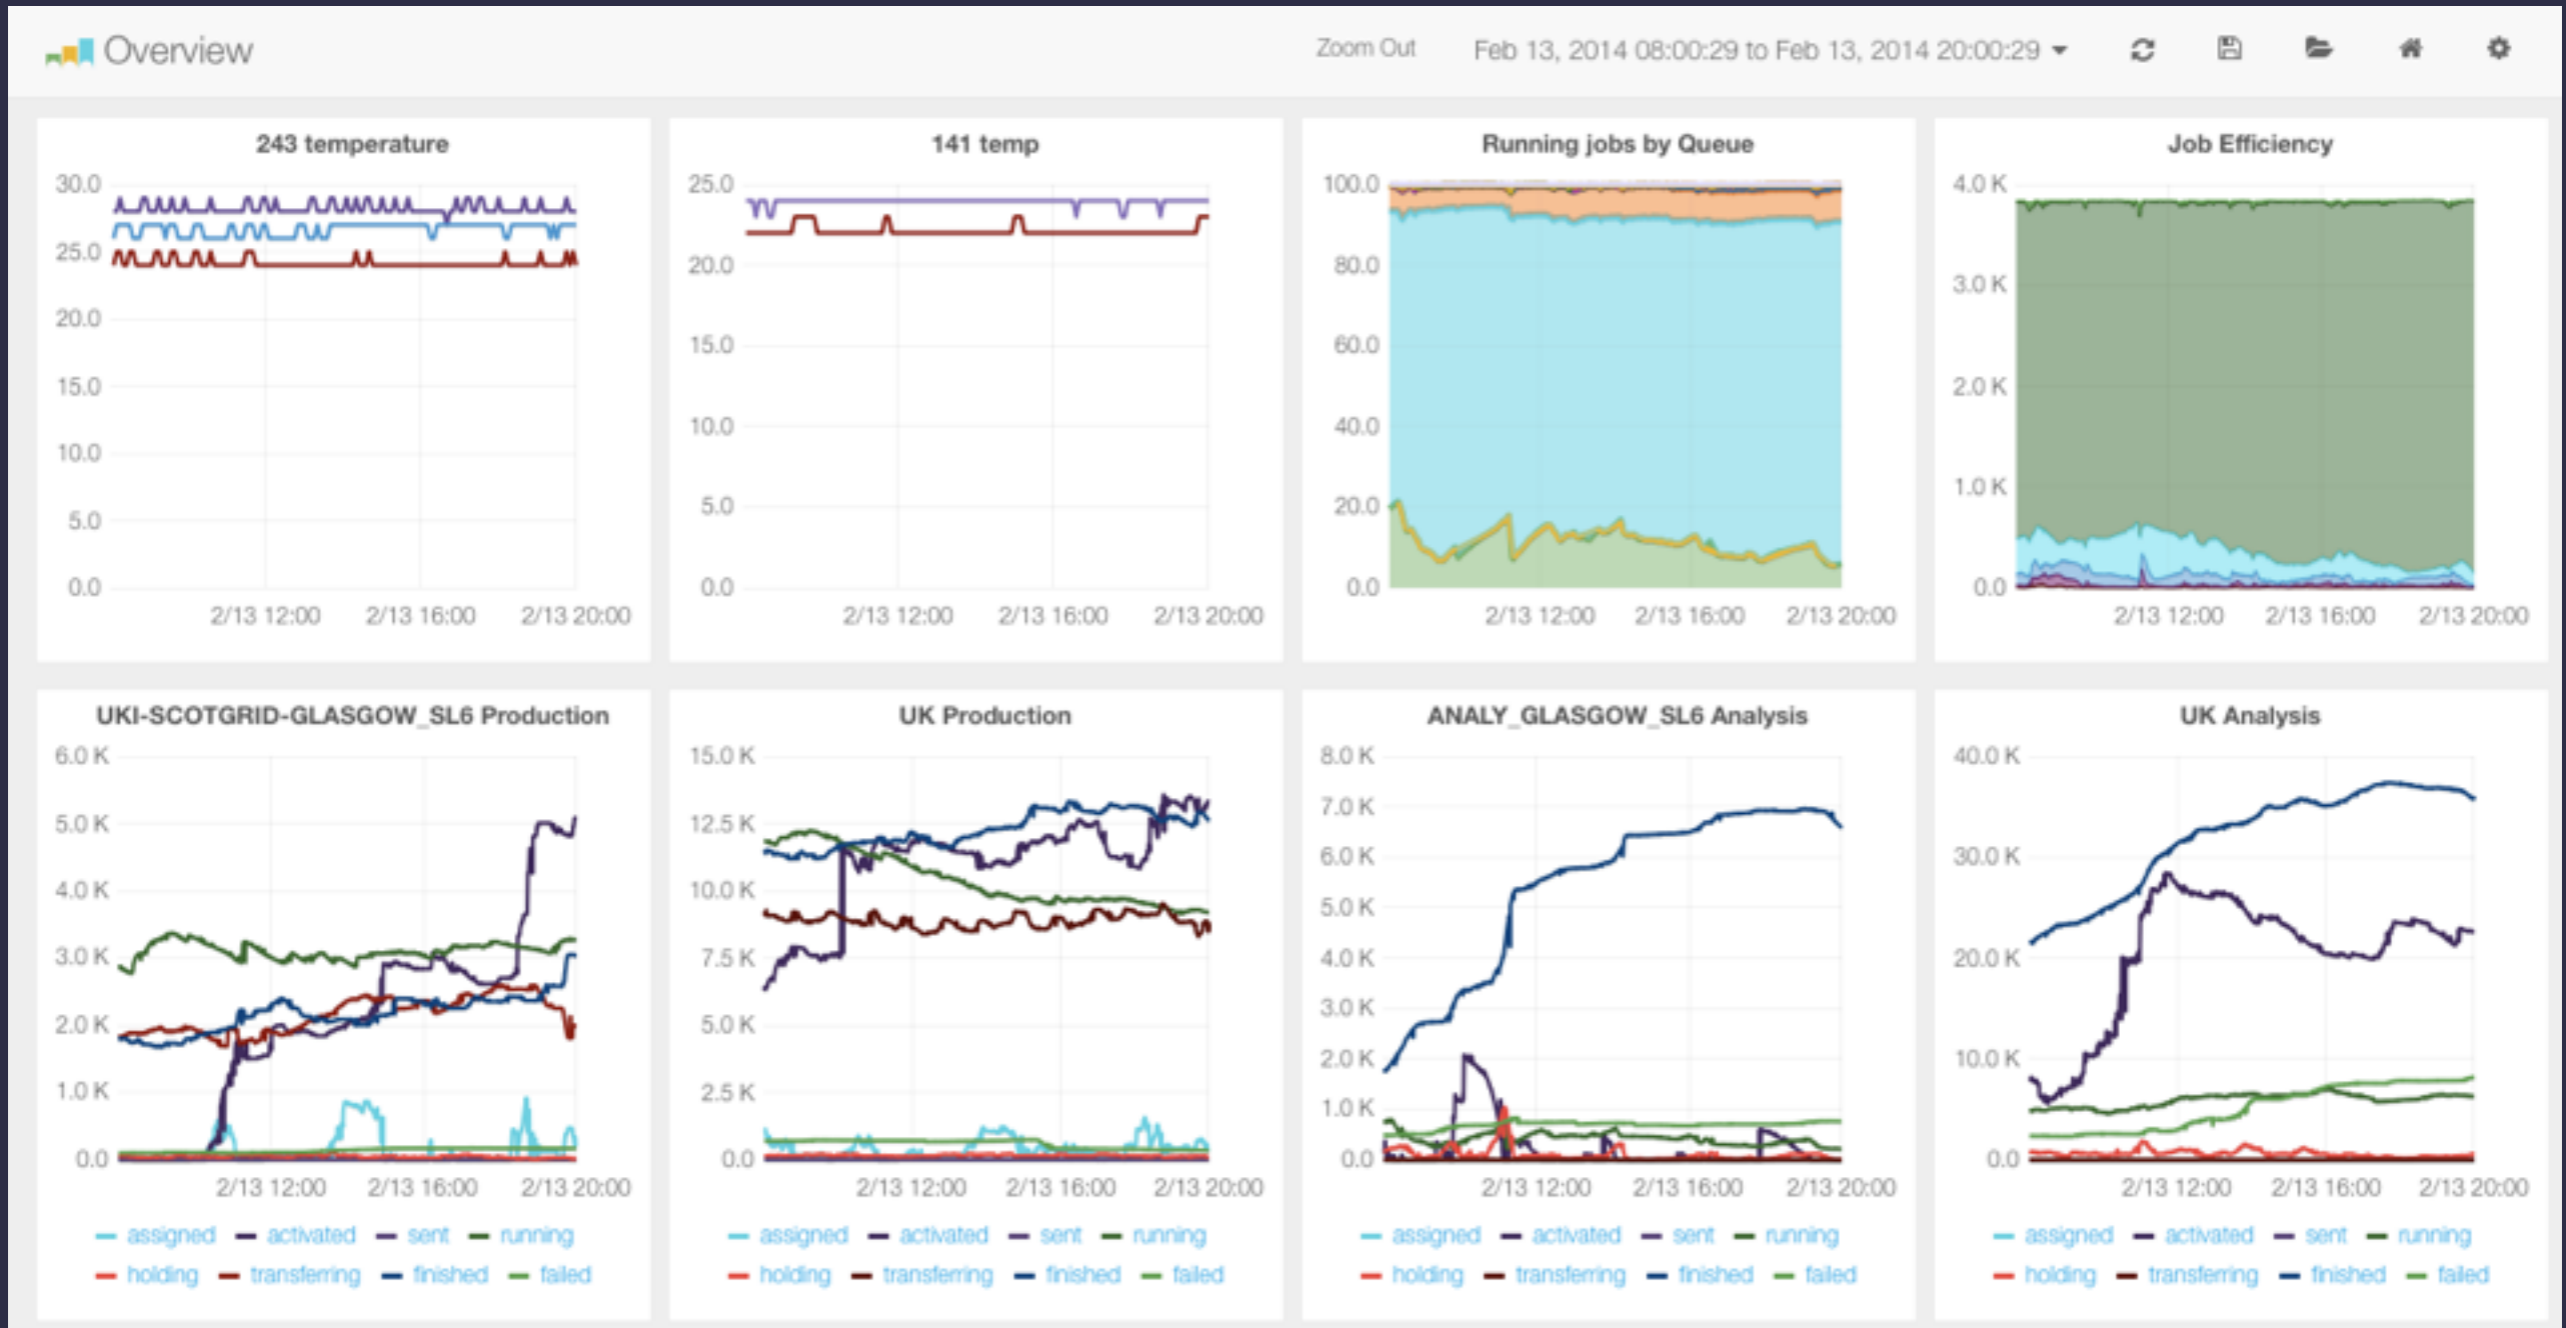 Overview
Zoom Out Feb 13, 2014 08:00:29 to Feb 13, 2014 20:00:29
243 temperature
30.0
25.0
20.0
15.0
10.0
5.0
0.0
2/13 12:00 2/13 16:00 2/13 20:00
141 temp
25.0
20.0
15.0
10.0
5.0
0.0
2/13 12:00 2/13 16:00 2/13 20:00
Running jobs by Queue
100.0
80.0
60.0
40.0
20.0
0.0
2/13 12:00 2/13 16:00 2/13 20:00
Job Efficiency
4.0 K
3.0 K
2.0 K
1.0 K
0.0
2/13 12:00 2/13 16:00 2/13 20:00
UKI-SCOTGRID-GLASGOW_SL6 Production
6.0 K
5.0 K
4.0 K
3.0 K
2.0 K
1.0 K
0.0
2/13 12:00 2/13 16:00 2/13 20:00
assigned activated sent running
holding transferring finished failed
UK Production
15.0 K
12.5 K
10.0 K
7.5 K
5.0 K
2.5 K
0.0
2/13 12:00 2/13 16:00 2/13 20:00
assigned activated sent running
holding transferring finished failed
ANALY_GLASGOW_SL6 Analysis
8.0 K
7.0 K
6.0 K
5.0 K
4.0 K
3.0 K
2.0 K
1.0 K
0.0
2/13 12:00 2/13 16:00 2/13 20:00
assigned activated sent running
holding transferring finished failed
UK Analysis
40.0 K
30.0 K
20.0 K
10.0 K
0.0
2/13 12:00 2/13 16:00 2/13 20:00
assigned activated sent running
holding transferring finished failed